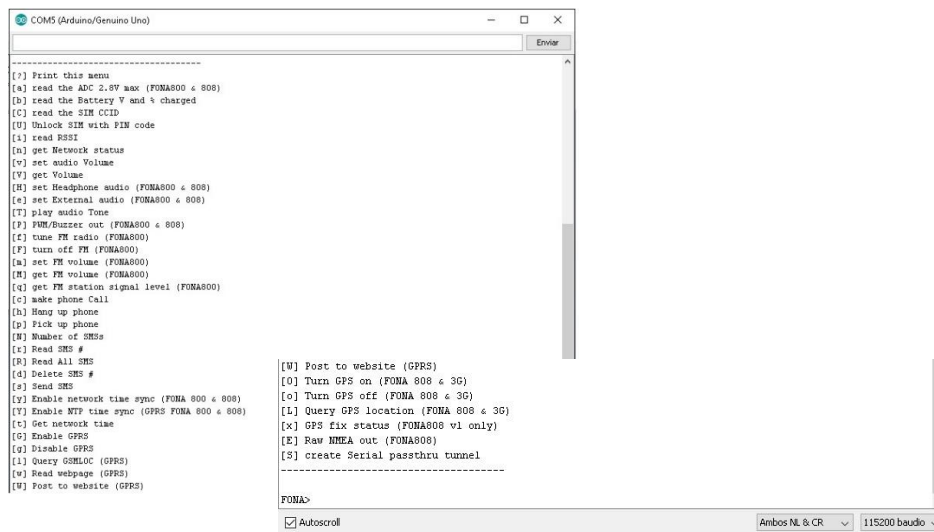 COM5 (Arduino/Genuino Uno)
Enviar
-------------------------------------
[?] Print this menu
[a] read the ADC 2.8V max (FONA800 & 808)
[b] read the Battery V and % charged
[C] read the SIM CCID
[U] Unlock SIM with PIN code
[i] read RSSI
[n] get Network status
[v] set audio Volume
[V] get Volume
[H] set Headphone audio (FONA800 & 808)
[e] set External audio (FONA800 & 808)
[T] play audio Tone
[P] PWM/Buzzer out (FONA800 & 808)
[f] tune FM radio (FONA800)
[F] turn off FM (FONA800)
[m] set FM volume (FONA800)
[M] get FM volume (FONA800)
[q] get FM station signal level (FONA800)
[c] make phone Call
[h] Hang up phone
[p] Pick up phone
[N] Number of SMSs
[r] Read SMS #
[R] Read All SMS
[d] Delete SMS #
[s] Send SMS
[y] Enable network time sync (FONA 800 & 808)
[Y] Enable NTP time sync (GPRS FONA 800 & 808)
[t] Get network time
[G] Enable GPRS
[g] Disable GPRS
[l] Query GSMLOC (GPRS)
[w] Read webpage (GPRS)
[W] Post to website (GPRS)
[W] Post to website (GPRS)
[O] Turn GPS on (FONA 808 & 3G)
[o] Turn GPS off (FONA 808 & 3G)
[L] Query GPS location (FONA 808 & 3G)
[x] GPS fix status (FONA808 v1 only)
[E] Raw NMEA out (FONA808)
[S] create Serial passthru tunnel
-------------------------------------
FONA>
Autoscroll
Ambos NL & CR
115200 baudio